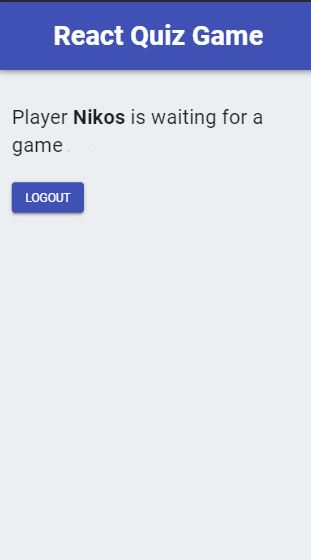 React Quiz Game
Player Nikos is waiting for a
game
LOGOUT